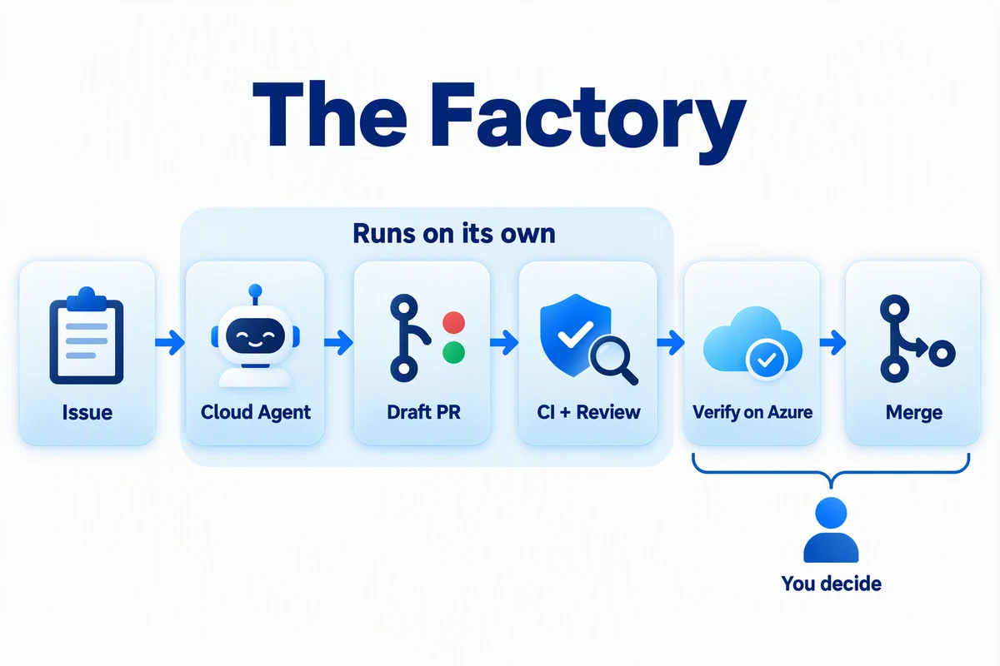 The Factory
Runs on its own
Issue
Cloud Agent
Draft PR
CI + Review
Verify on Azure
Merge
You decide